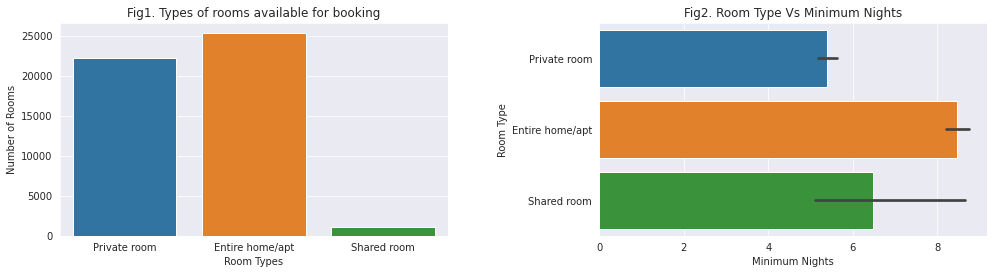 Fig1. Types of rooms available for booking
Number of Rooms
25000
20000
15000
10000
5000
0
Private room Entire home/apt Shared room
Room Types
Fig2. Room Type Vs Minimum Nights
Room Type
Private room
Entire home/apt
Shared room
0 2 4 6 8
Minimum Nights